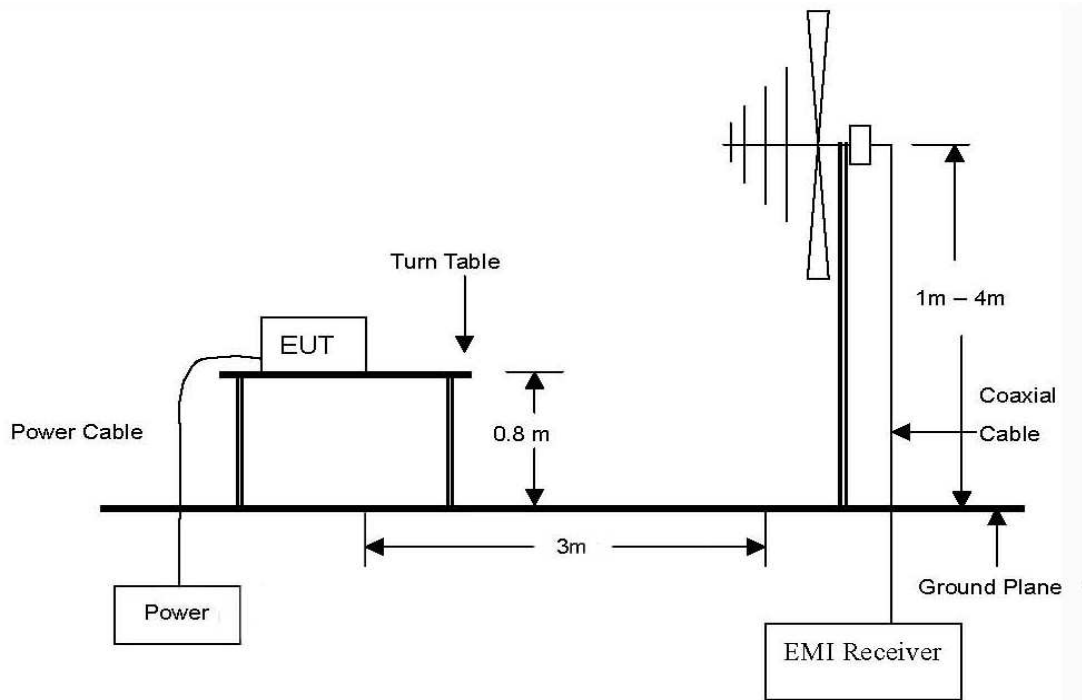 Turn Table
1m – 4m
EUT
Coaxial
Cable
Power Cable
0.8 m
3m
Ground Plane
Power
EMI Receiver